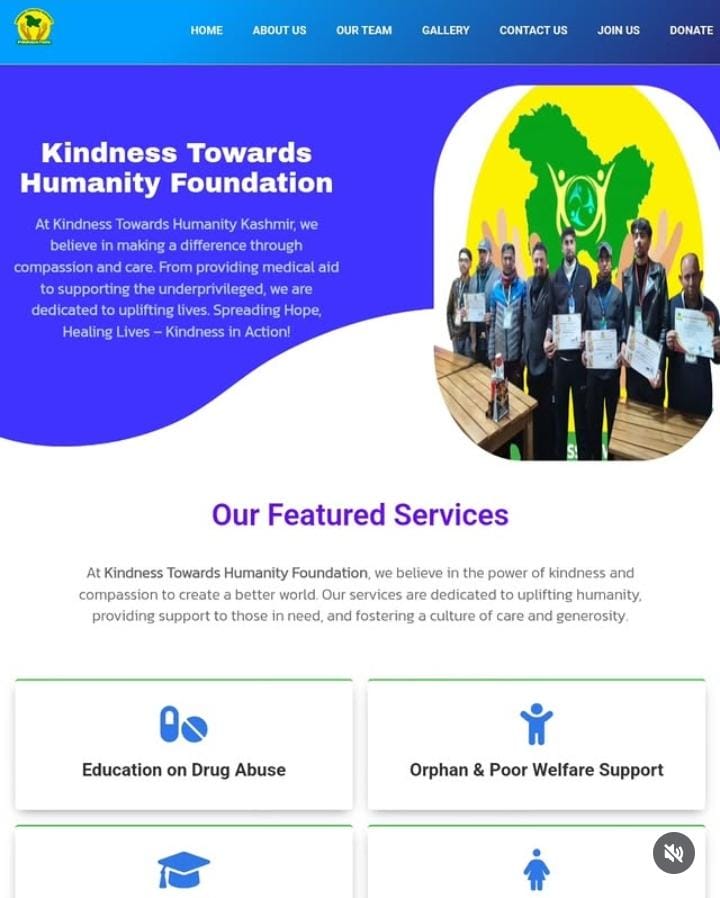 FOUNDATION
HOME
ABOUT US
OUR TEAM
GALLERY
CONTACT US
JOIN US
DONATE
Kindness Towards
Humanity Foundation
At Kindness Towards Humanity Kashmir, we
believe in making a difference through
compassion and care. From providing medical aid
to supporting the underprivileged, we are
dedicated to uplifting lives. Spreading Hope,
Healing Lives – Kindness in Action!
Our Featured Services
At Kindness Towards Humanity Foundation, we believe in the power of kindness and
compassion to create a better world. Our services are dedicated to uplifting humanity,
providing support to those in need, and fostering a culture of care and generosity.
Education on Drug Abuse
Orphan & Poor Welfare Support